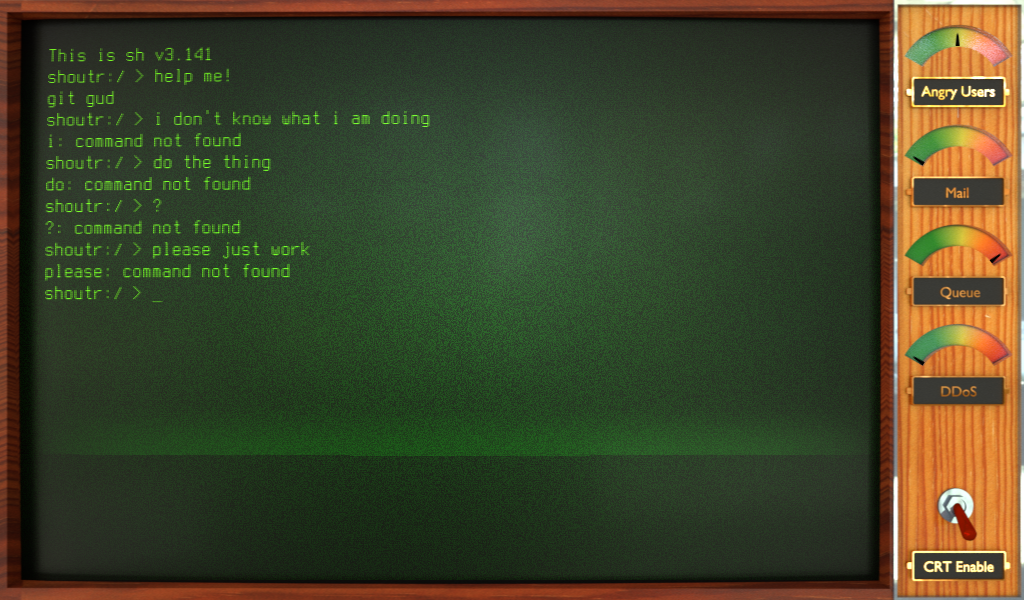 This is sh v3.141
shoutr:/ > help me!
git gud
shoutr:/ > i don't know what i am doing
i: command not found
shoutr:/ > do the thing
do: command not found
shoutr:/ > ?
?: command not found
shoutr:/ > please just work
please: command not found
shoutr:/ > _
Angry Users
Mail
Queue
DDoS
CRT Enable